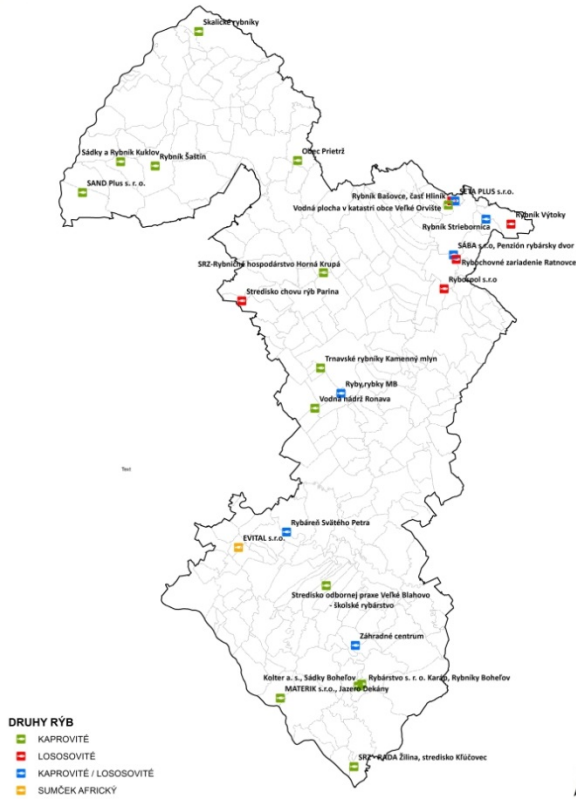 Skalické rybníky
Sádky a Rybník Kuklov
Rybník Šaštín
Obec Prietrž
SAND Plus s. r. o.
Rybník Bašovce, časť Hliník
SETA PLUS s.r.o.
Vodná plocha v katastri obce Veľké Orvište
Rybník Výtoky
Rybník Striebornica
SÁBA s.r.o, Penzión rybársky dvor
SRZ-Rybničné hospodárstvo Horná Krupá
Rybochovné zariadenie Ratnovce
Rybospol s.r.o
Stredisko chovu rýb Parina
Trnavské rybníky Kamenný mlyn
Ryby,rybky MB
Vodná nádrž Ronava
Text
Rybáreň Svätého Petra
EVITAL s.r.o.
Stredisko odbornej praxe Veľké Blahovo
- školské rybárstvo
Záhradné centrum
Kolter a. s., Sádky Boheľov
Rybárstvo s. r. o. Karap, Rybníky Boheľov
MATERIK s.r.o., Jazero Dekány
SRZ - RADA Žilina, stredisko Kľúčovec
DRUHY RÝB
KAPROVITÉ
LOSOSOVITÉ
KAPROVITÉ / LOSOSOVITÉ
SUMČEK AFRICKÝ